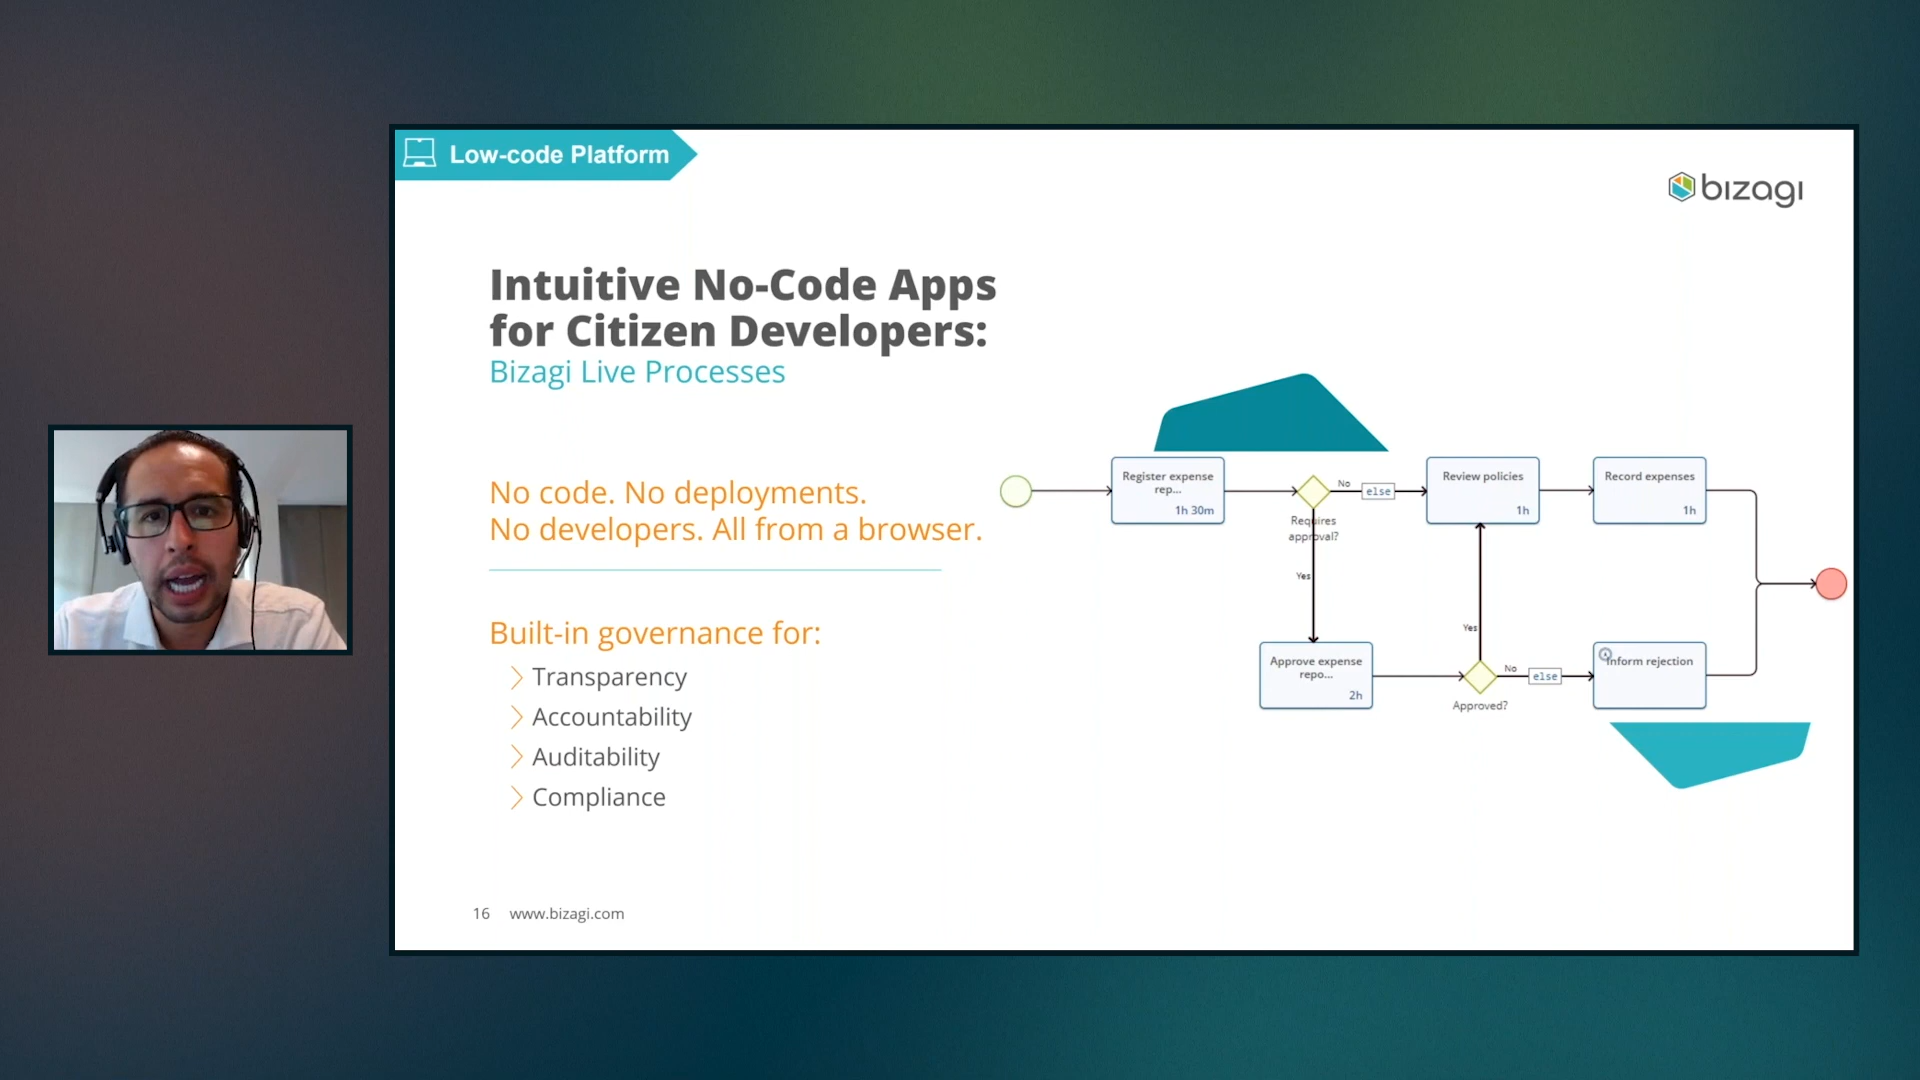 Low-code Platform
bizagi
Intuitive No-Code Apps
for Citizen Developers:
Bizagi Live Processes
No code. No deployments.
No developers. All from a browser.
Built-in governance for:
Transparency
Accountability
Auditability
Compliance
Register expense
rep...
1h 30m
Requires
approval?
No
else
Yes
Review policies
1h
Record expenses
1h
Approve expense
repo...
2h
Approved?
Yes
No
else
Inform rejection
16 www.bizagi.com